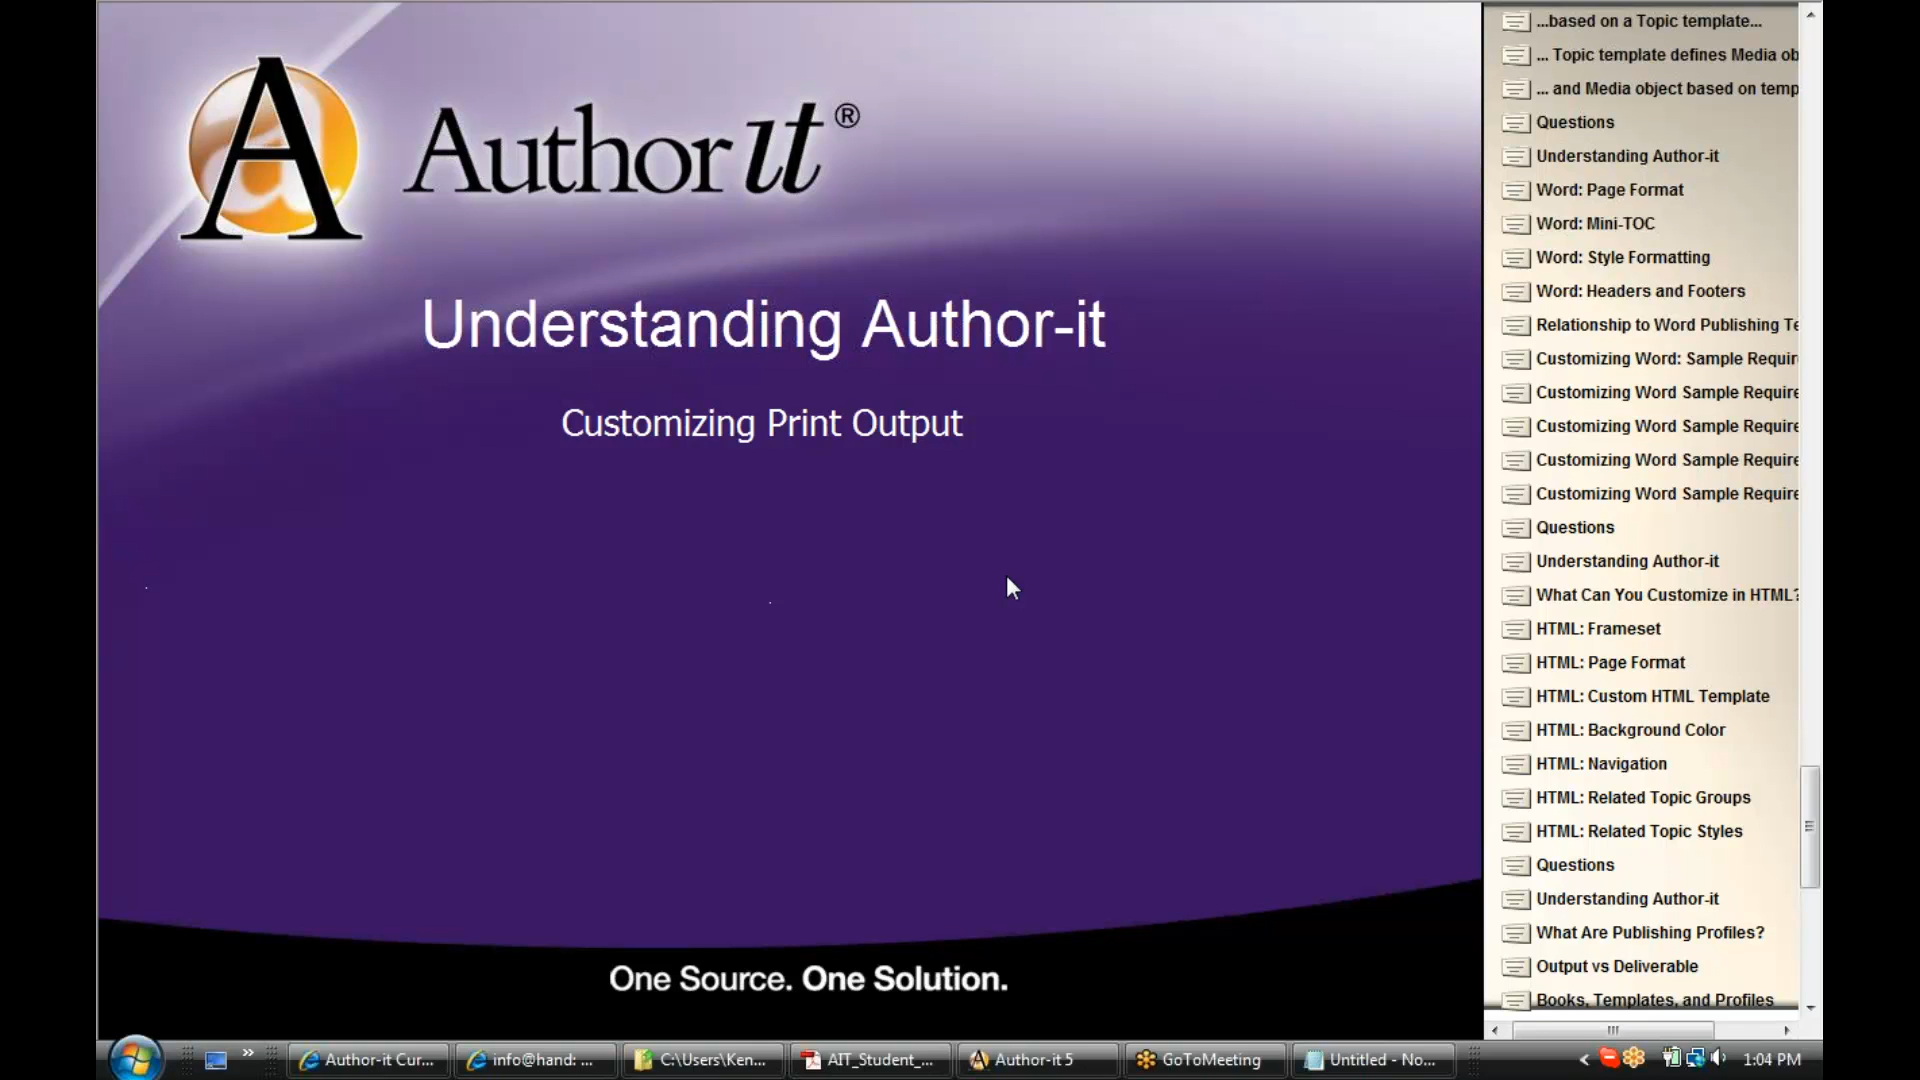 Authorit®
Understanding Author-it
Customizing Print Output
One Source. One Solution.
...based on a Topic template...
... Topic template defines Media ob
... and Media object based on temp
Questions
Understanding Author-it
Word: Page Format
Word: Mini-TOC
Word: Style Formatting
Word: Headers and Footers
Relationship to Word Publishing Te
Customizing Word: Sample Requir
Customizing Word Sample Require
Customizing Word Sample Require
Customizing Word Sample Require
Customizing Word Sample Require
Questions
Understanding Author-it
What Can You Customize in HTML?
HTML: Frameset
HTML: Page Format
HTML: Custom HTML Template
HTML: Background Color
HTML: Navigation
HTML: Related Topic Groups
HTML: Related Topic Styles
Questions
Understanding Author-it
What Are Publishing Profiles?
Output vs Deliverable
Books, Templates, and Profiles
Author-it Cur... info@hand: ... C:\Users\Ken... AIT_Student_... Author-it 5 GoToMeeting Untitled - No... 1:04 PM